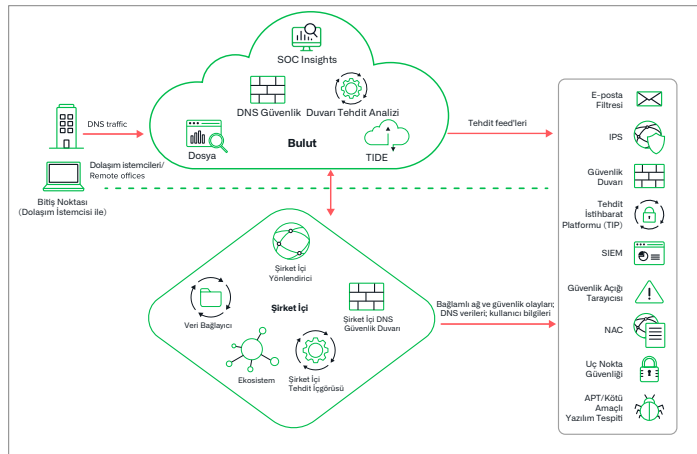 SOC Insights
DNS Güvenlik Duvarı Tehdit Analizi
Bulut
Dosya
TIDE
DNS traffic
Dolaşım istemcileri/
Remote offices
Bitiş Noktası
(Dolaşım İstemcisi ile)
Tehdit feed'leri
Şirket İçi
Yönlendirici
Veri Bağlayıcı
Şirket İçi
Şirket İçi DNS
Güvenlik Duvarı
Ekosistem
Şirket İçi
Tehdit İçgörüsü
Bağlamlı ağ ve güvenlik olayları;
DNS verileri; kullanıcı bilgileri
E-posta
Filtresi
IPS
Güvenlik
Duvarı
Tehdit
İstihbarat
Platformu (TIP)
SIEM
Güvenlik Açığı
Tarayıcısı
NAC
Uç Nokta
Güvenliği
APT/Kötü
Amaçlı
Yazılım Tespiti